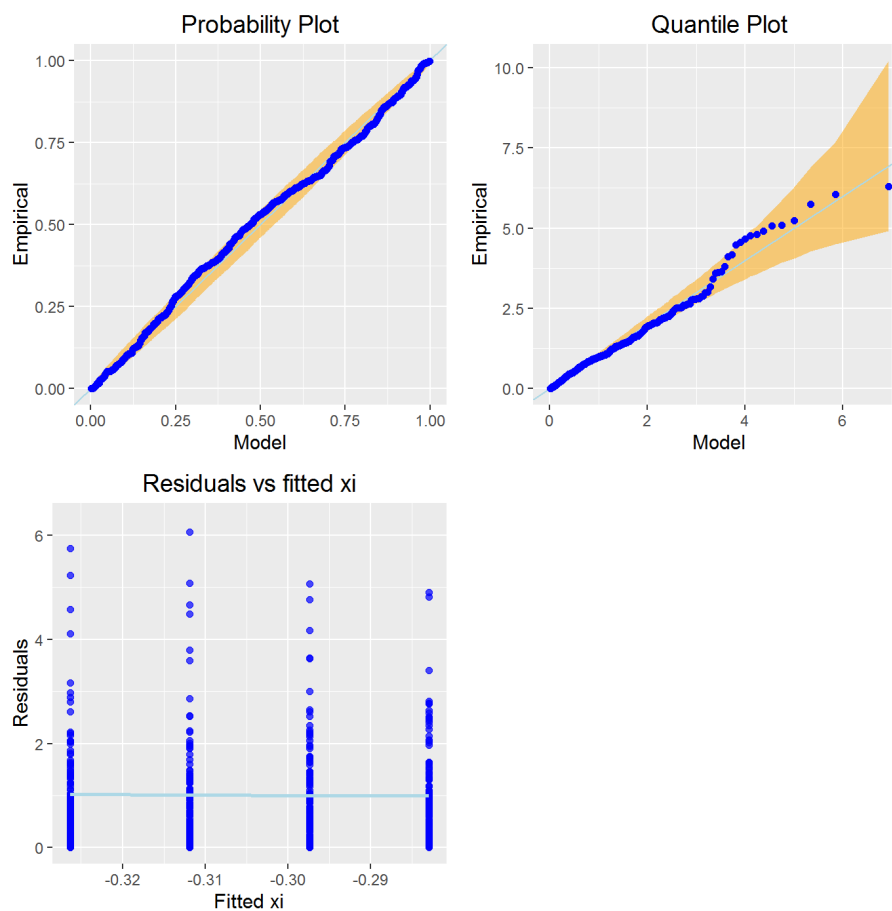 Probability Plot
1.00
0.75
0.50
0.25
0.00
Empirical
0.00 0.25 0.50 0.75 1.00
Model
Quantile Plot
10.0
7.5
5.0
2.5
0.0
Empirical
0 2 4 6
Model
Residuals vs fitted xi
6
4
2
0
Residuals
-0.32 -0.31 -0.30 -0.29
Fitted xi